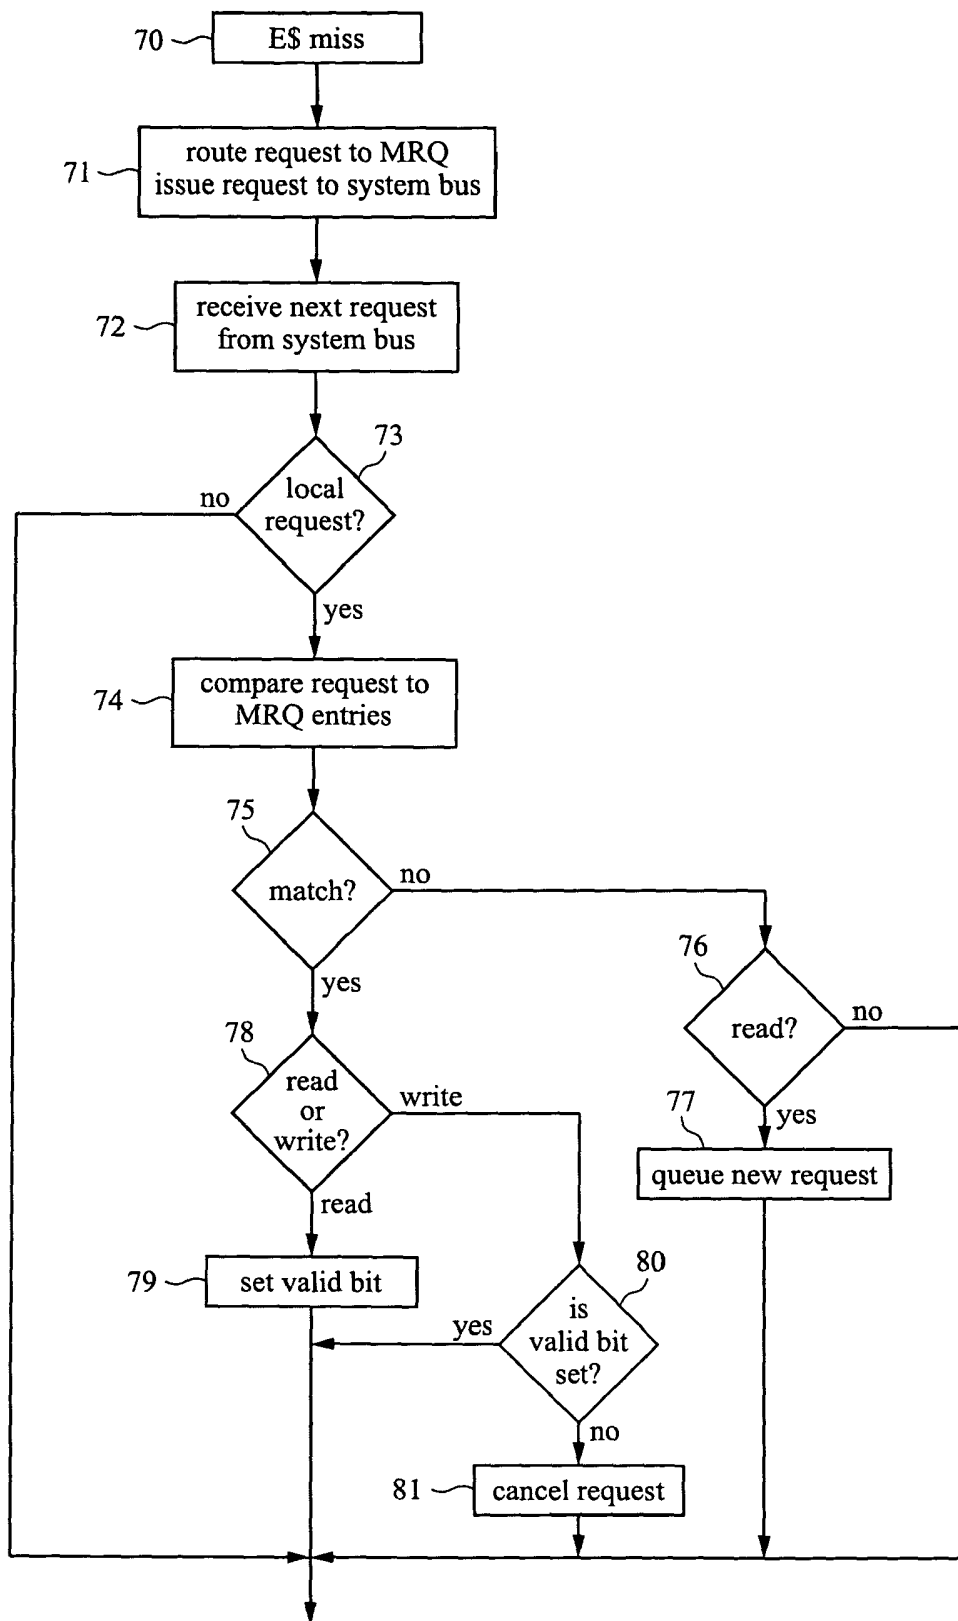 70
E$ miss
71
route request to MRQ
issue request to system bus
72
receive next request
from system bus
73
local
request?
no
yes
74
compare request to
MRQ entries
75
match?
no
yes
76
read?
no
yes
78
read
or
write?
write
read
77
queue new request
79
set valid bit
80
is
valid bit
set?
yes
no
81
cancel request